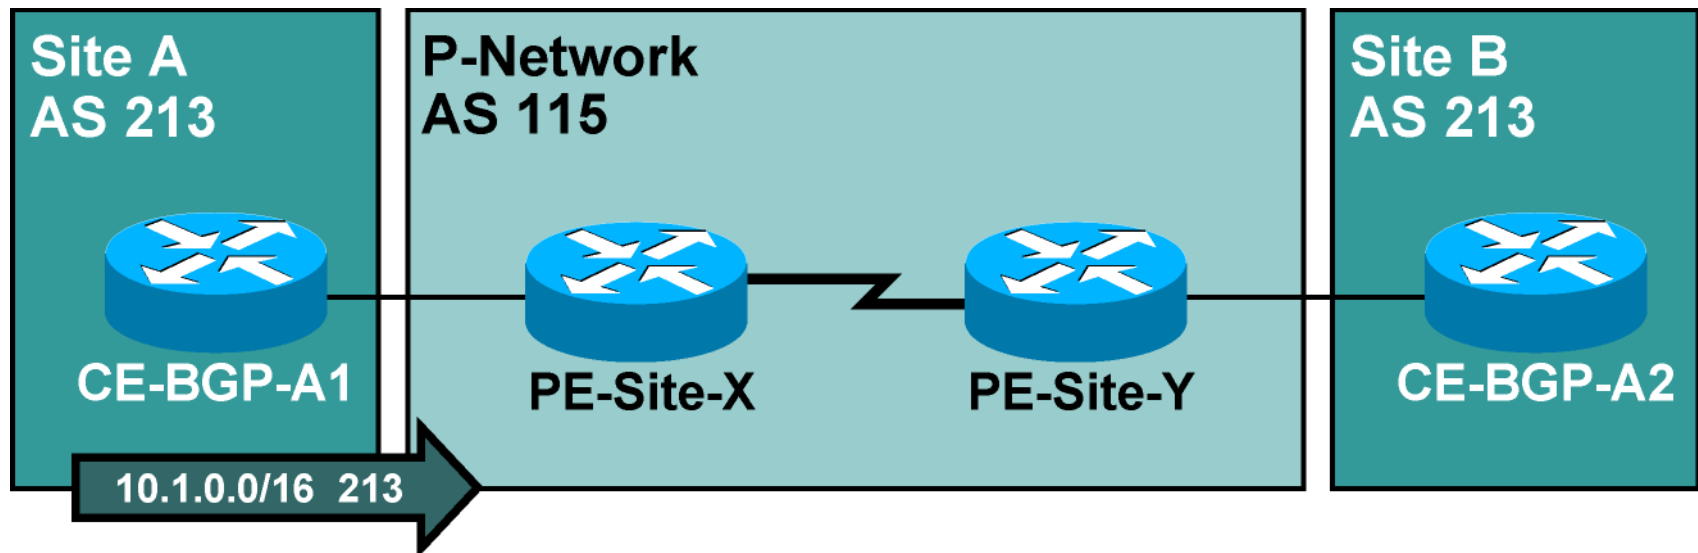 Site A
AS 213
P-Network
AS 115
Site B
AS 213
CE-BGP-A1
PE-Site-X
PE-Site-Y
CE-BGP-A2
10.1.0.0/16 213